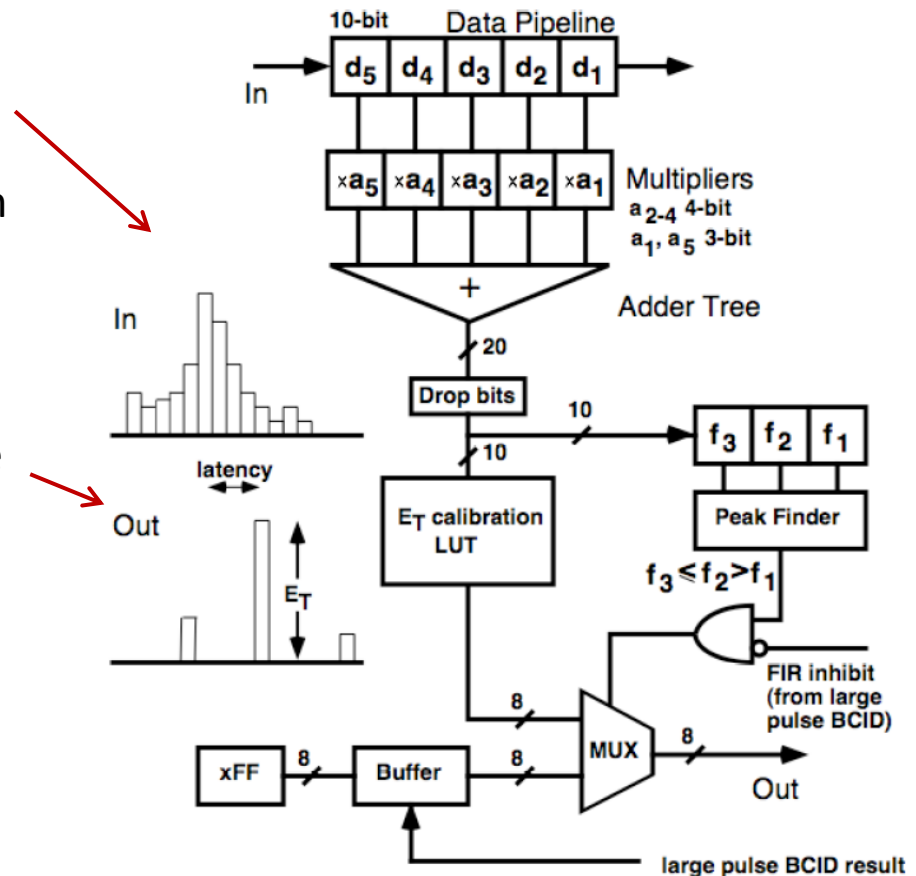 10-bit Data Pipeline
In
d5 d4 d3 d2 d1
×a5 ×a4 ×a3 ×a2 ×a1
Multipliers
a2-4 4-bit
a1, a5 3-bit
+
Adder Tree
20
Drop bits
10
10
f3 f2 f1
In
latency
Out
ET
ET calibration
LUT
Peak Finder
f3 ≤ f2 > f1
FIR inhibit
(from large
pulse BCID)
8
MUX
8
Out
xFF
8
Buffer
8
large pulse BCID result